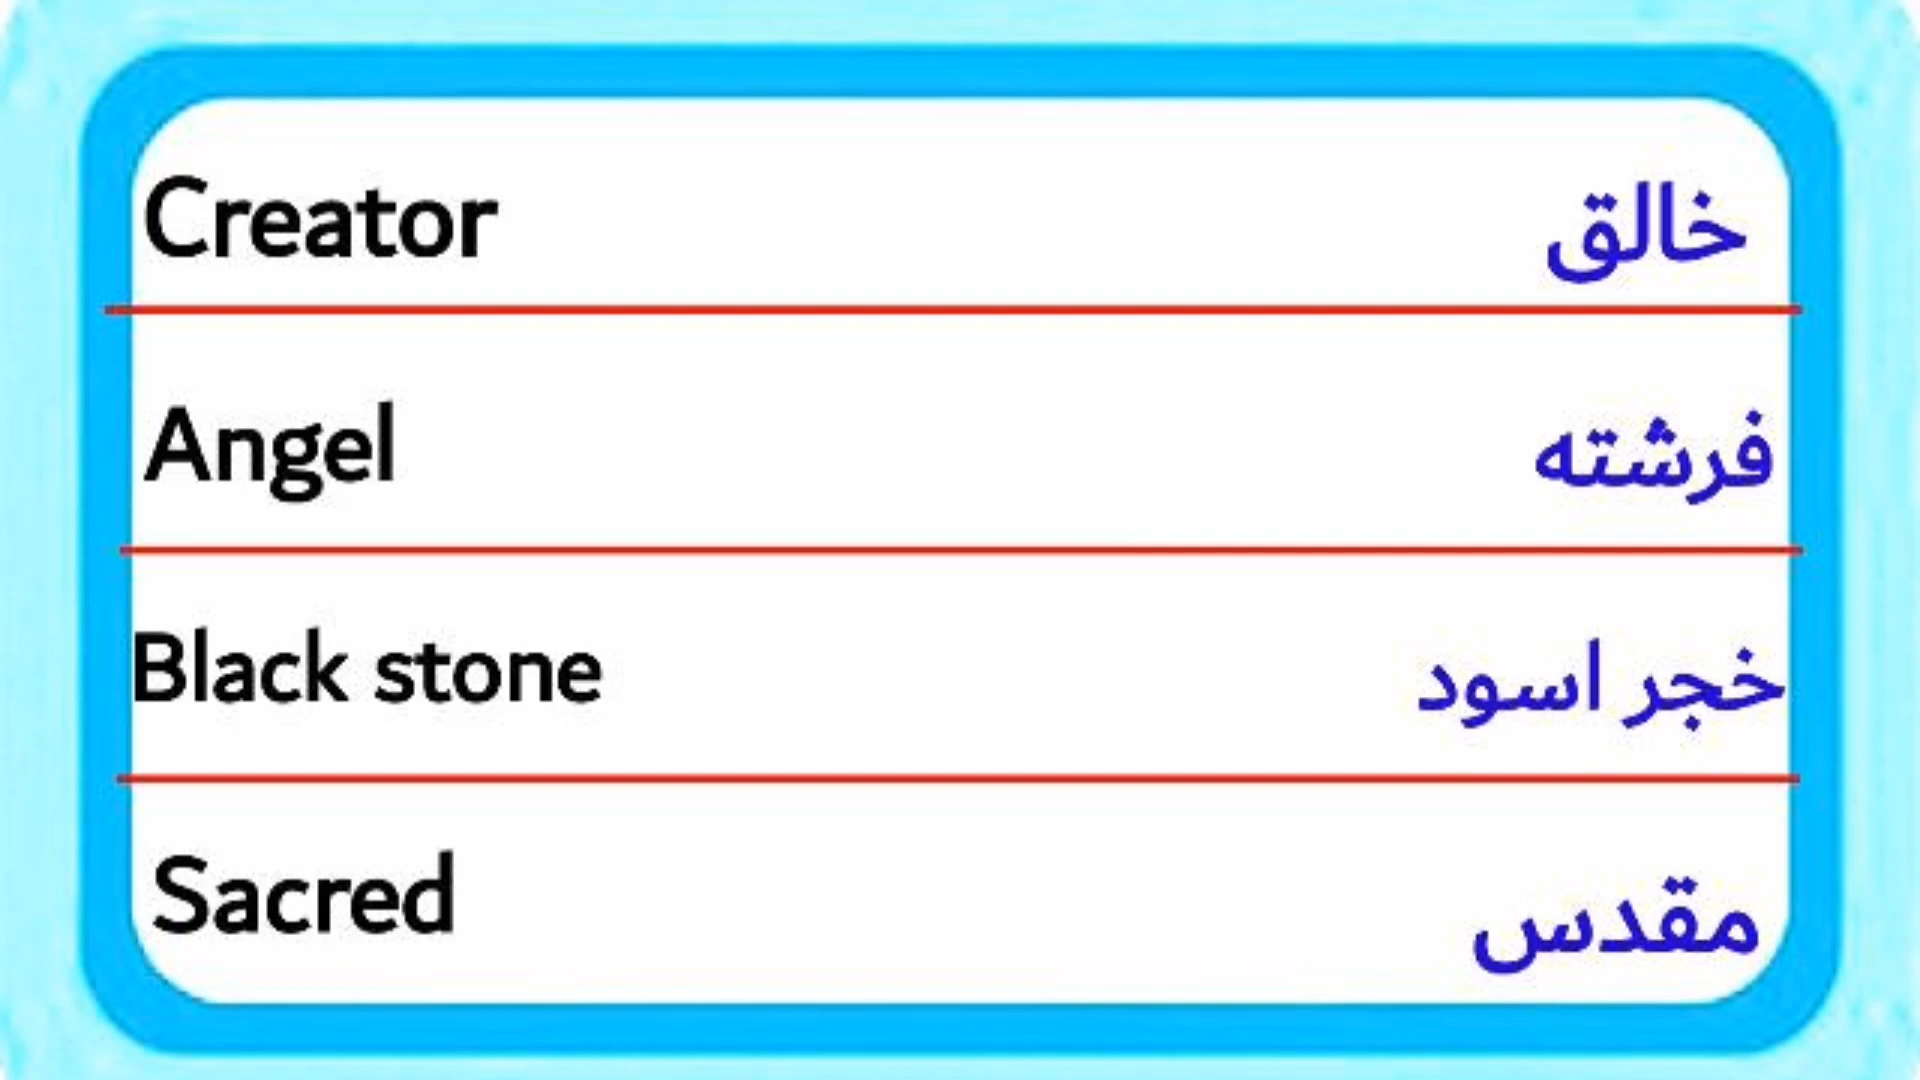 Creator خالق
Angel فرشته
Black stone خجر اسود
Sacred مقدس